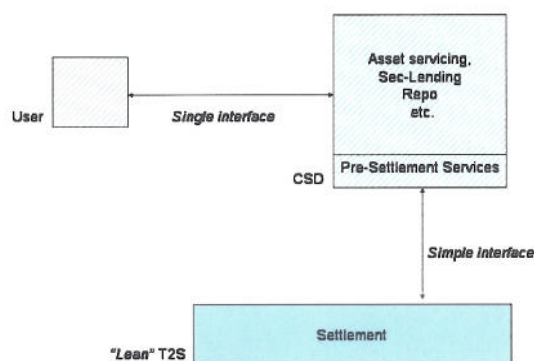 Asset servicing,
Sec-Lending
Repo
etc.
User
Single interface
Pre-Settlement Services
CSD
Simple interface
Settlement
"Lean" T2S